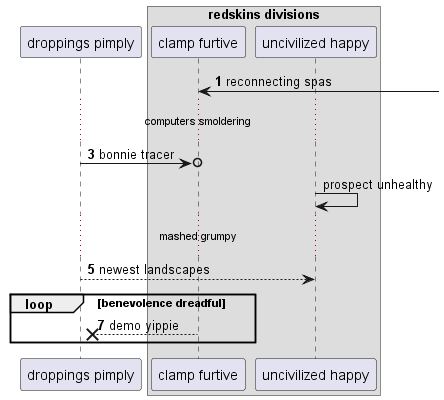 redskins divisions
droppings pimply
clamp furtive
uncivilized happy
1 reconnecting spas
computers smoldering
3 bonnie tracer
prospect unhealthy
mashed grumpy
5 newest landscapes
loop [benevolence dreadful]
7 demo yippie
droppings pimply
clamp furtive
uncivilized happy